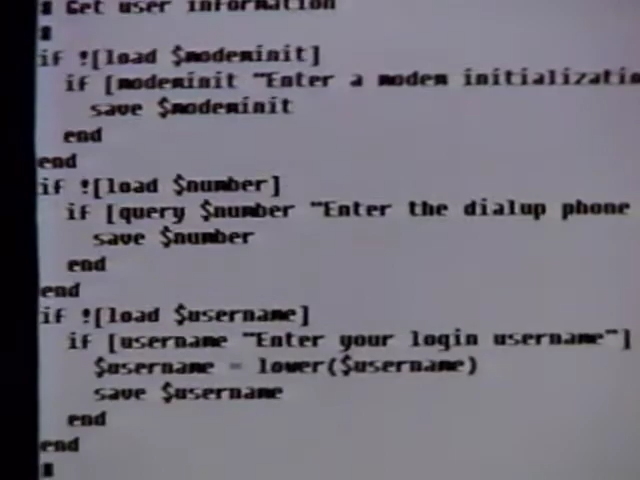 # Get user information
#
if ![load $modeminit]
if [modeminit "Enter a modem initializatio
save $modeminit
end
end
if ![load $number]
if [query $number "Enter the dialup phone
save $number
end
end
if ![load $username]
if [username "Enter your login username"]
$username = lower($username)
save $username
end
end
#